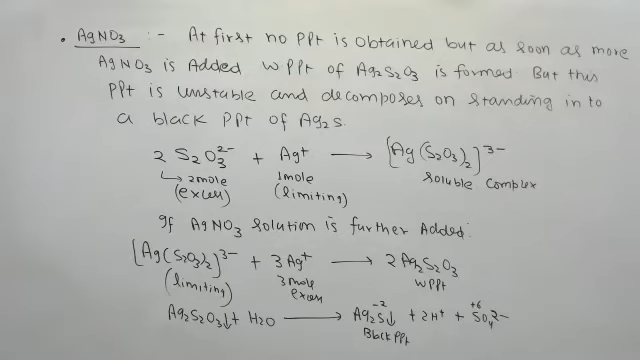 • AgNO3 :- At first no PPt is obtained but as soon as more
AgNO3 is Added W PPt of Ag2S2O3 is formed. But this
PPt is unstable and decomposes on standing in to
a black PPt of Ag2S.
2 S2O3^2- + Ag+ ⟶ [Ag(S2O3)2]^3-
↳ 2mole 1mole soluble complex
(excess) (limiting)
If AgNO3 solution is further Added:
[Ag(S2O3)2]^3- + 3Ag+ ⟶ 2Ag2S2O3
(limiting) 3mole excess WPPt
Ag2S2O3↓ + H2O ⟶ Ag2S^-2↓ + 2H+ + S^+6O4^2-
Black PPt